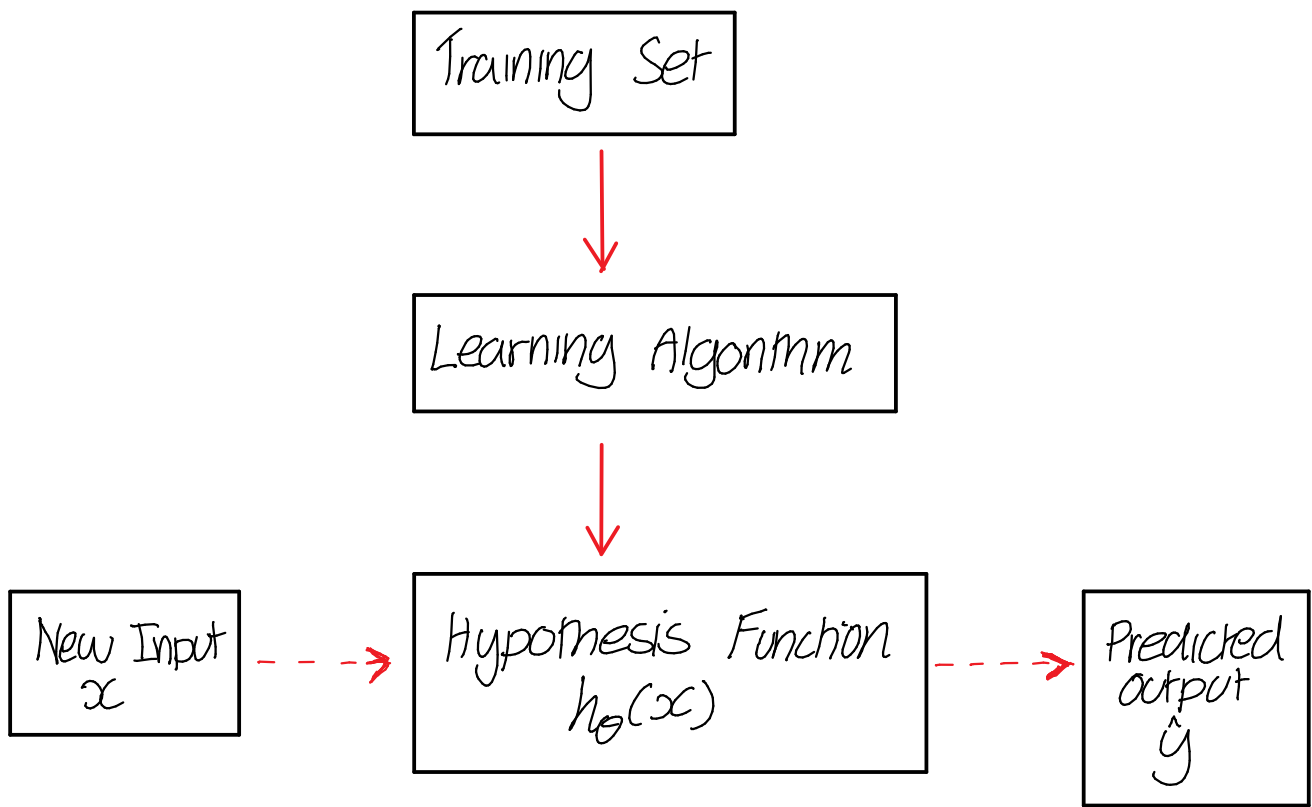 Training Set
Learning Algorithm
New Input
x
Hypothesis Function
hθ(x)
Predicted
output
ŷ